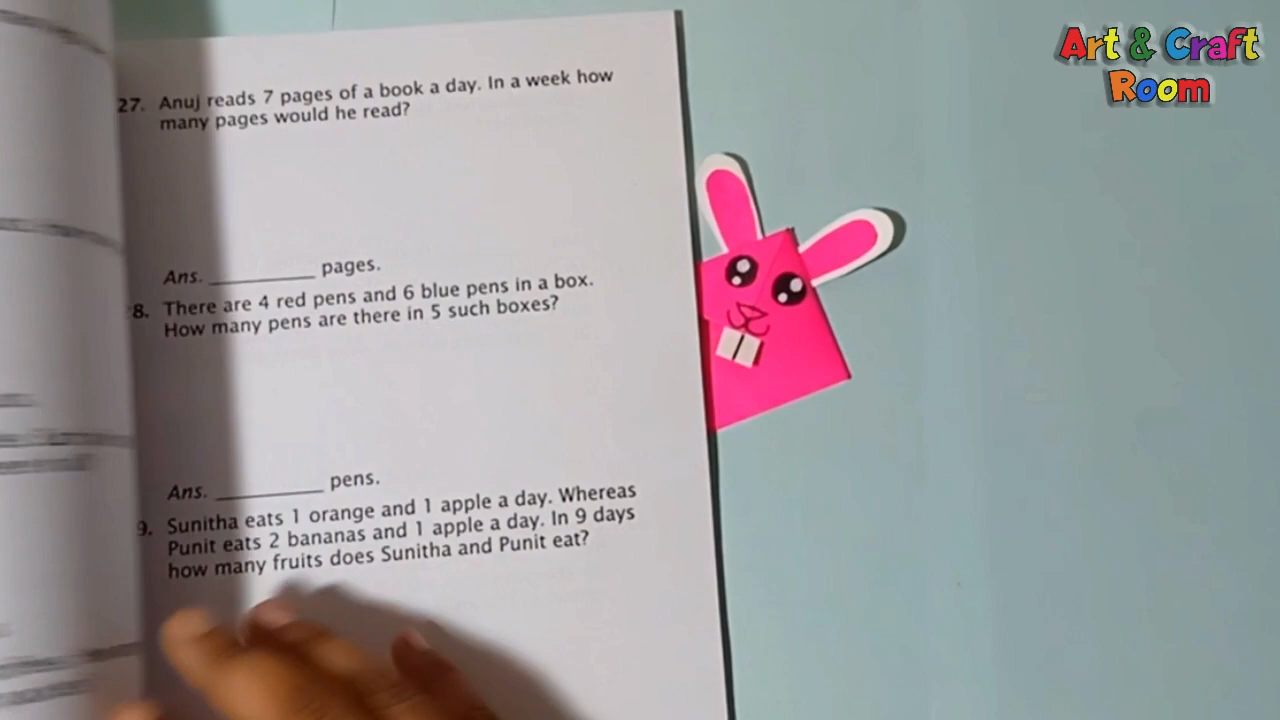 Art & Craft
Room
27. Anuj reads 7 pages of a book a day. In a week how
many pages would he read?
Ans. __________ pages.
8. There are 4 red pens and 6 blue pens in a box.
How many pens are there in 5 such boxes?
Ans. __________ pens.
9. Sunitha eats 1 orange and 1 apple a day. Whereas
Punit eats 2 bananas and 1 apple a day. In 9 days
how many fruits does Sunitha and Punit eat?